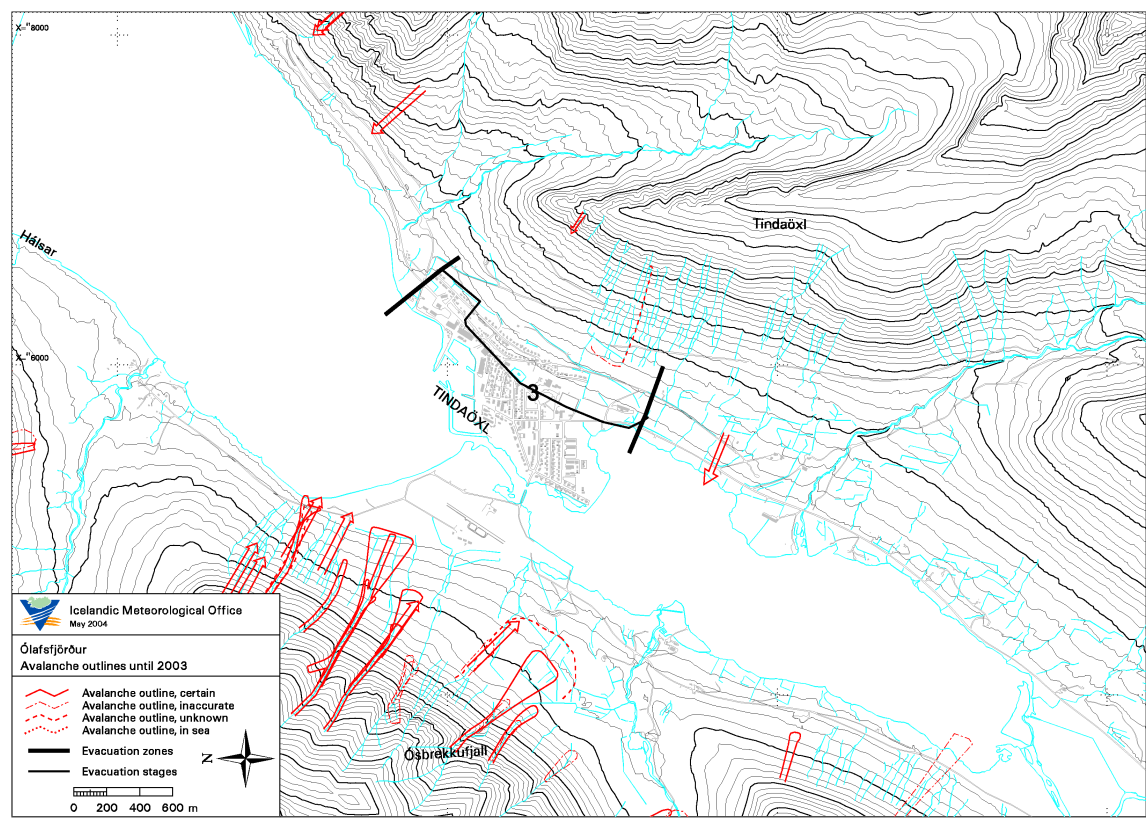 X="8000
Tindaöxl
Hálsar
X="6000
3
TINDAÖXL
Icelandic Meteorological Office
May 2004
Ólafsfjörður
Avalanche outlines until 2003
Avalanche outline, certain
Avalanche outline, inaccurate
Avalanche outline, unknown
Avalanche outline, in sea
Evacuation zones
N
Evacuation stages
0 200 400 600 m
Ósbrekkufjall